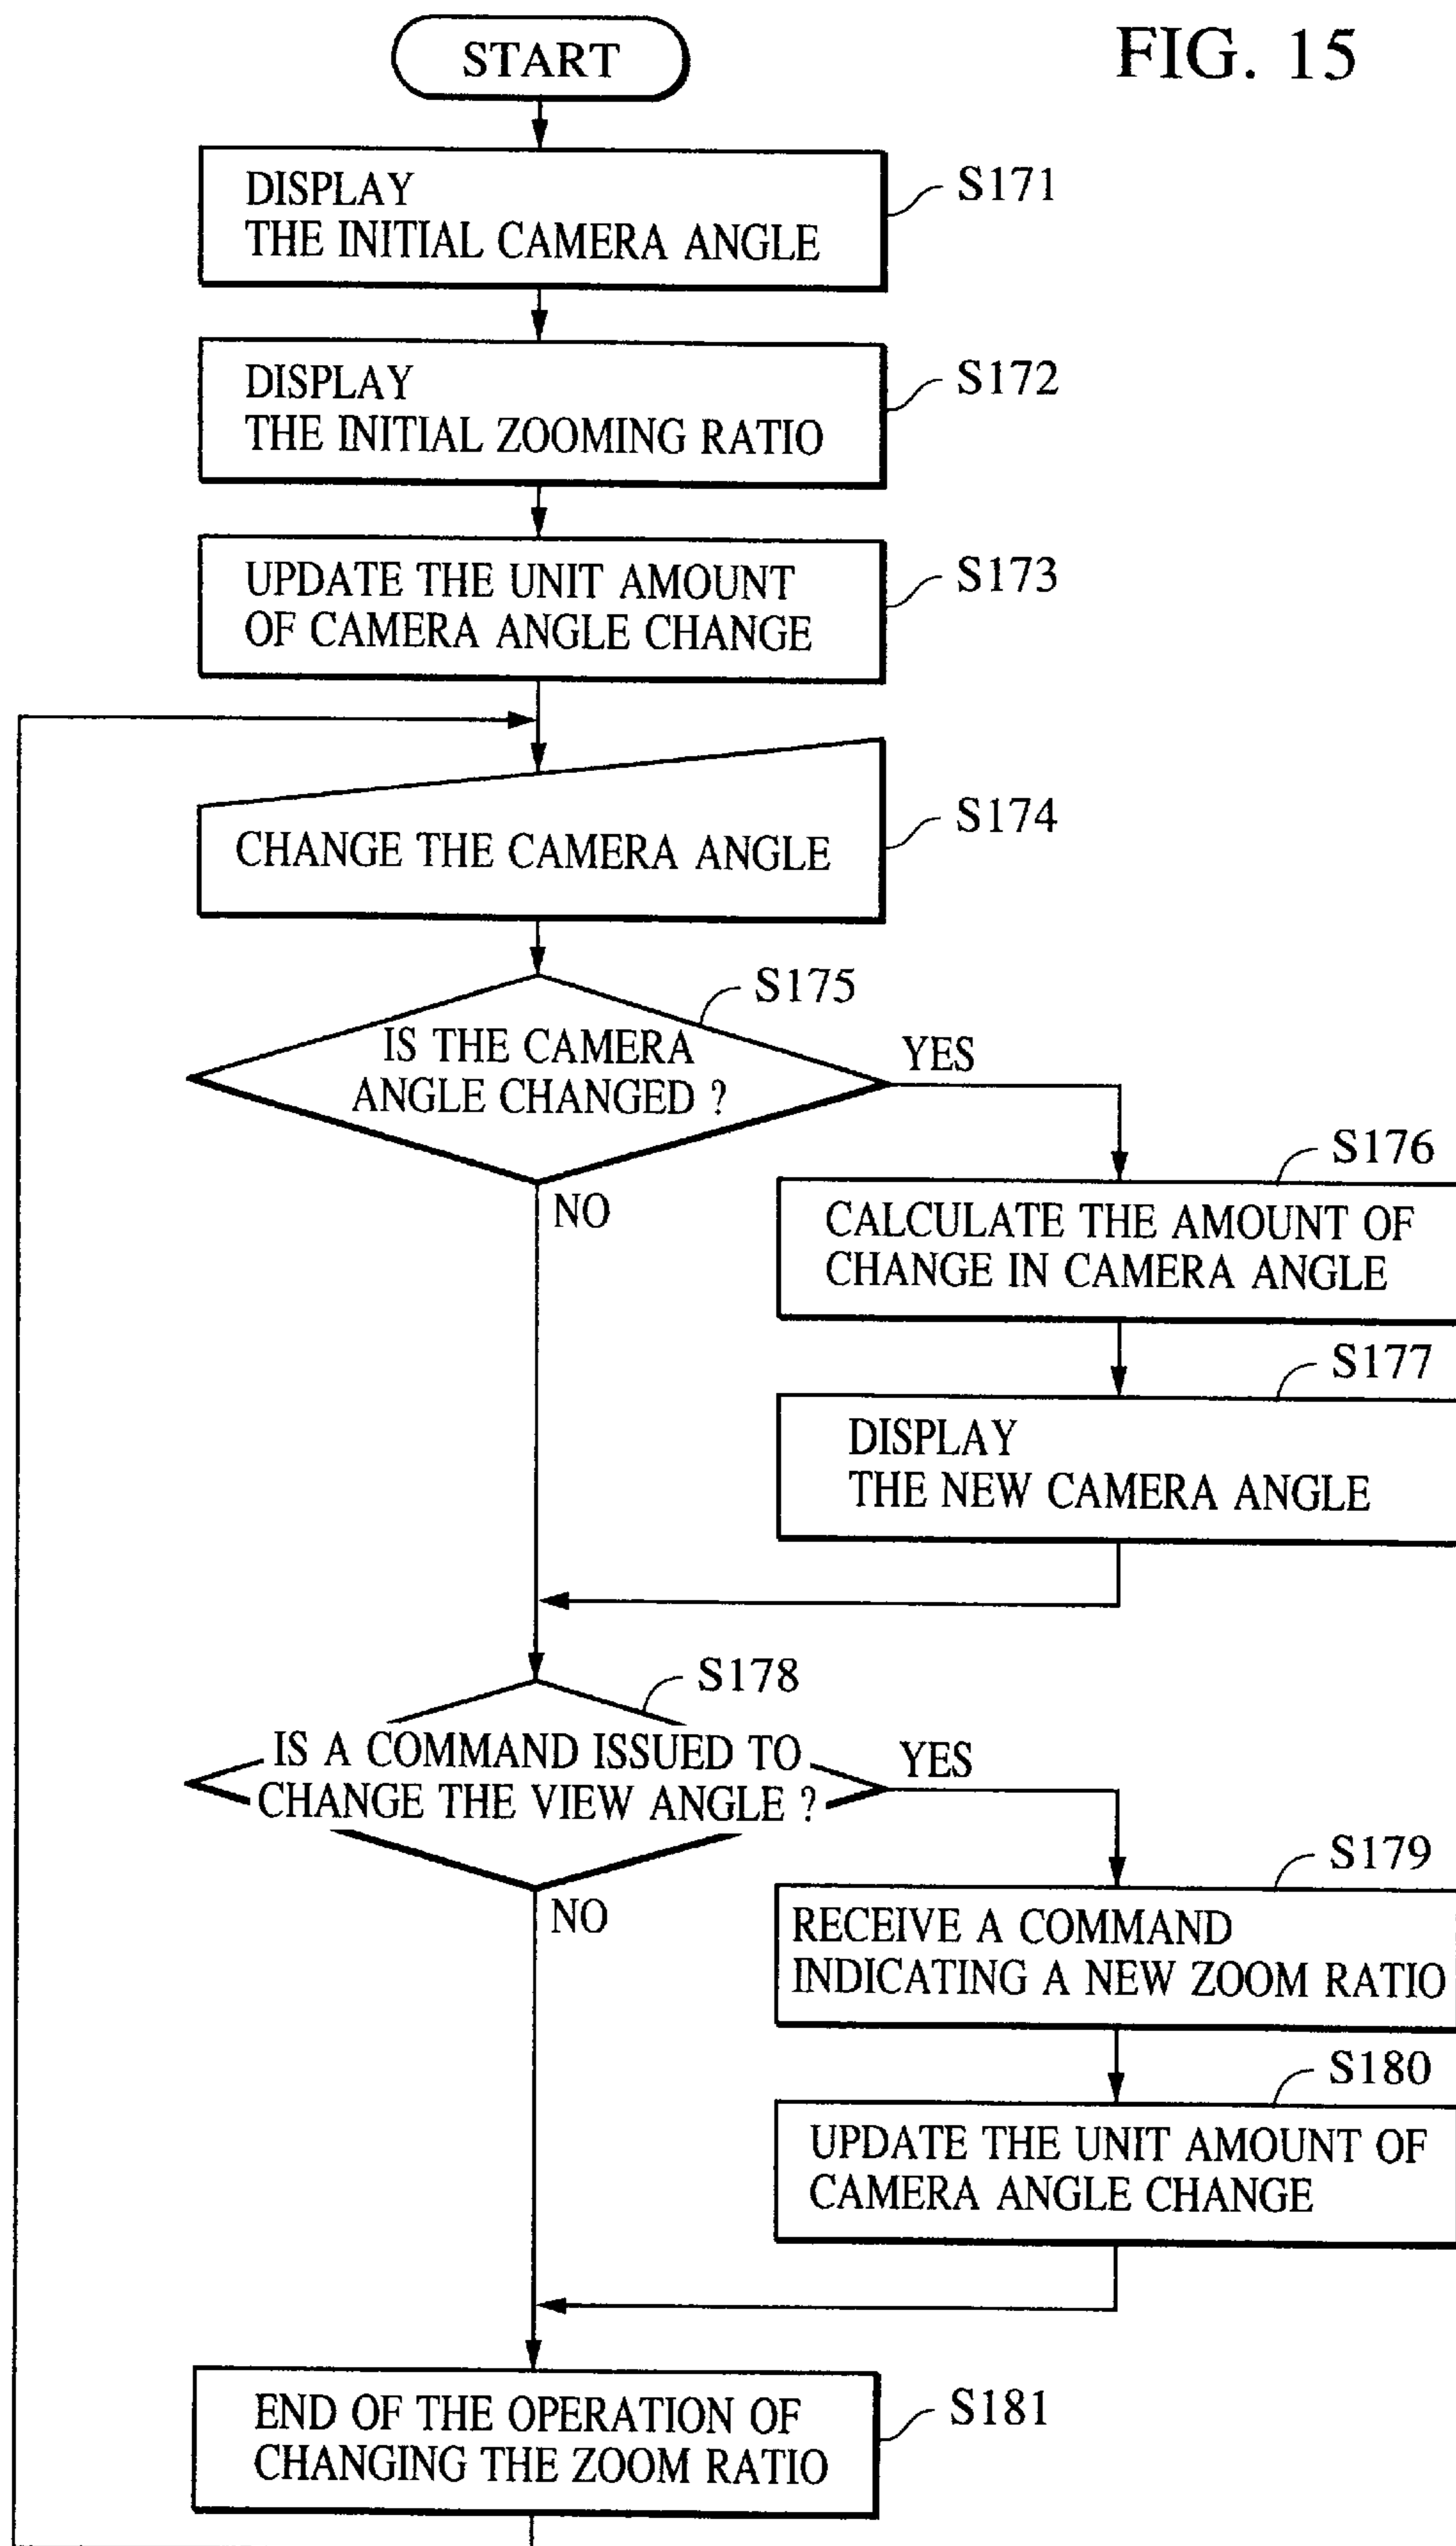 FIG. 15
START
DISPLAY
THE INITIAL CAMERA ANGLE
S171
DISPLAY
THE INITIAL ZOOMING RATIO
S172
UPDATE THE UNIT AMOUNT
OF CAMERA ANGLE CHANGE
S173
CHANGE THE CAMERA ANGLE
S174
S175
IS THE CAMERA
ANGLE CHANGED ?
YES
NO
S176
CALCULATE THE AMOUNT OF
CHANGE IN CAMERA ANGLE
S177
DISPLAY
THE NEW CAMERA ANGLE
S178
IS A COMMAND ISSUED TO
CHANGE THE VIEW ANGLE ?
YES
NO
S179
RECEIVE A COMMAND
INDICATING A NEW ZOOM RATIO
S180
UPDATE THE UNIT AMOUNT OF
CAMERA ANGLE CHANGE
END OF THE OPERATION OF
CHANGING THE ZOOM RATIO
S181